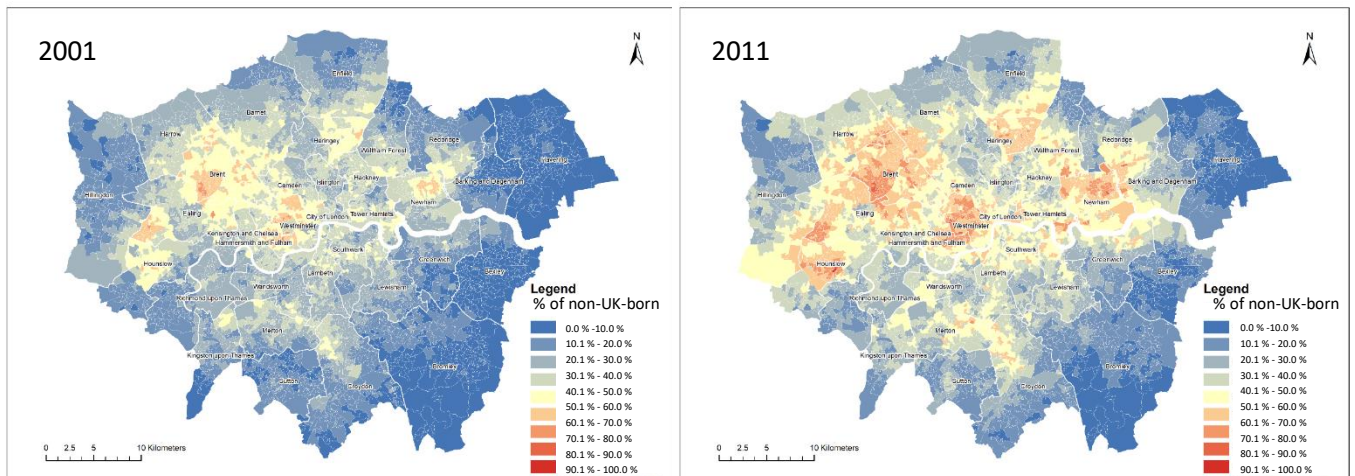 2001
N
Enfield
Barnet
Harrow
Haringey
Waltham Forest
Redbridge
Havering
Hillingdon
Brent
Camden
Islington
Hackney
Barking and Dagenham
Ealing
Newham
Westminster
City of London
Tower Hamlets
Kensington and Chelsea
Hammersmith and Fulham
Southwark
Hounslow
Greenwich
Bexley
Lambeth
Wandsworth
Lewisham
Richmond upon Thames
Merton
Kingston upon Thames
Bromley
Sutton
Croydon
Legend
% of non-UK-born
0.0 % -10.0 %
10.1 % - 20.0 %
20.1 % - 30.0 %
30.1 % - 40.0 %
40.1 % - 50.0 %
50.1 % - 60.0 %
60.1 % - 70.0 %
70.1 % - 80.0 %
80.1 % - 90.0 %
90.1 % - 100.0 %
0 2.5 5 10 Kilometers
2011
N
Enfield
Barnet
Harrow
Haringey
Waltham Forest
Redbridge
Havering
Hillingdon
Brent
Camden
Islington
Hackney
Barking and Dagenham
Ealing
Newham
Westminster
City of London
Tower Hamlets
Kensington and Chelsea
Hammersmith and Fulham
Southwark
Hounslow
Greenwich
Bexley
Lambeth
Wandsworth
Lewisham
Richmond upon Thames
Merton
Kingston upon Thames
Bromley
Sutton
Croydon
Legend
% of non-UK-born
0.0 % -10.0 %
10.1 % - 20.0 %
20.1 % - 30.0 %
30.1 % - 40.0 %
40.1 % - 50.0 %
50.1 % - 60.0 %
60.1 % - 70.0 %
70.1 % - 80.0 %
80.1 % - 90.0 %
90.1 % - 100.0 %
0 2.5 5 10 Kilometers